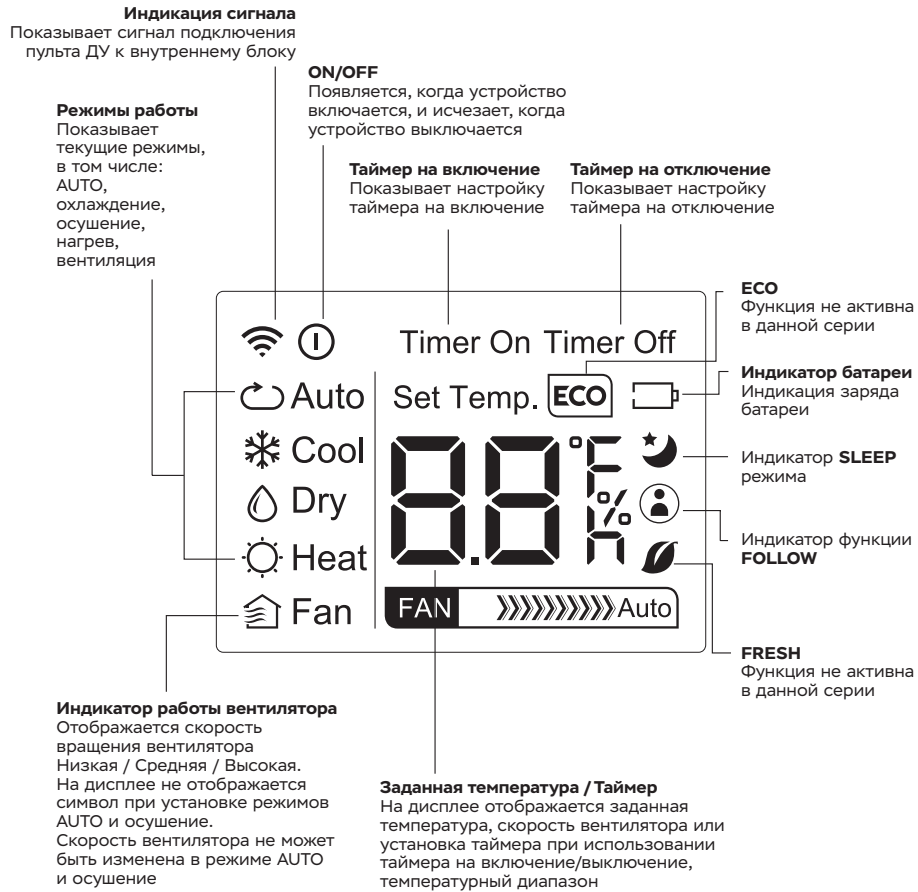 Индикация сигнала
Показывает сигнал подключения
пульта ДУ к внутреннему блоку
ON/OFF
Появляется, когда устройство
включается, и исчезает, когда
устройство выключается
Режимы работы
Показывает
текущие режимы,
в том числе:
AUTO,
охлаждение,
осушение,
нагрев,
вентиляция
Таймер на включение
Показывает настройку
таймера на включение
Таймер на отключение
Показывает настройку
таймера на отключение
ECO
Функция не активна
в данной серии
Индикатор батареи
Индикация заряда
батареи
Индикатор SLEEP
режима
Индикатор функции
FOLLOW
FRESH
Функция не активна
в данной серии
Timer On Timer Off
Auto
Set Temp. ECO
Cool
Dry
Heat
Fan
8.8 °F
%
h
FAN Auto
Индикатор работы вентилятора
Отображается скорость
вращения вентилятора
Низкая / Средняя / Высокая.
На дисплее не отображается
символ при установке режимов
AUTO и осушение.
Скорость вентилятора не может
быть изменена в режиме AUTO
и осушение
Заданная температура / Таймер
На дисплее отображается заданная
температура, скорость вентилятора или
установка таймера при использовании
таймера на включение/выключение,
температурный диапазон